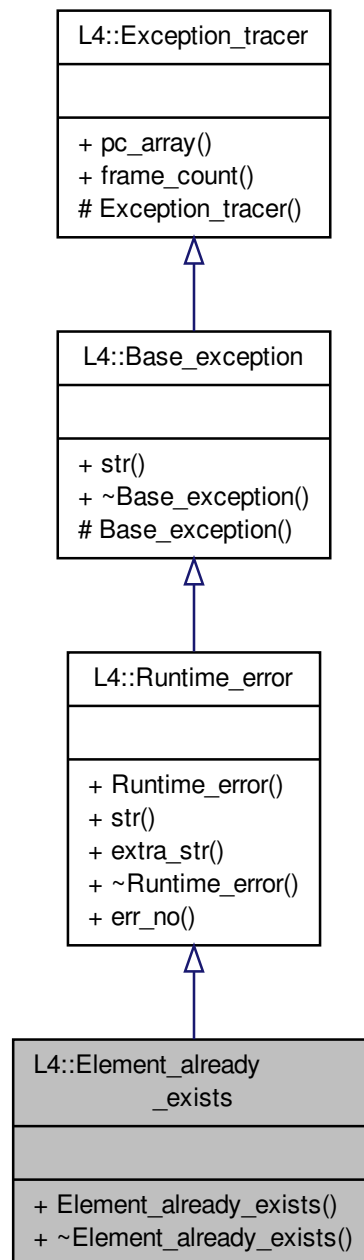 L4::Exception_tracer
+ pc_array()
+ frame_count()
# Exception_tracer()
L4::Base_exception
+ str()
+ ~Base_exception()
# Base_exception()
L4::Runtime_error
+ Runtime_error()
+ str()
+ extra_str()
+ ~Runtime_error()
+ err_no()
L4::Element_already
_exists
+ Element_already_exists()
+ ~Element_already_exists()